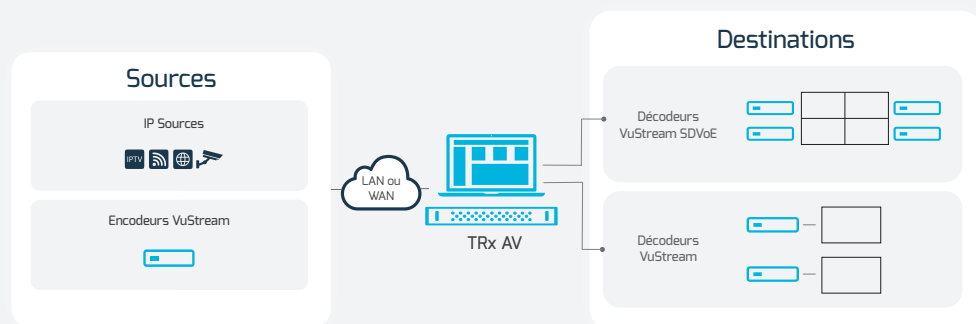 Sources
IP Sources
IPTV
Encodeurs VuStream
LAN ou
WAN
TRx AV
Destinations
Décodeurs
VuStream SDVoE
Décodeurs
VuStream